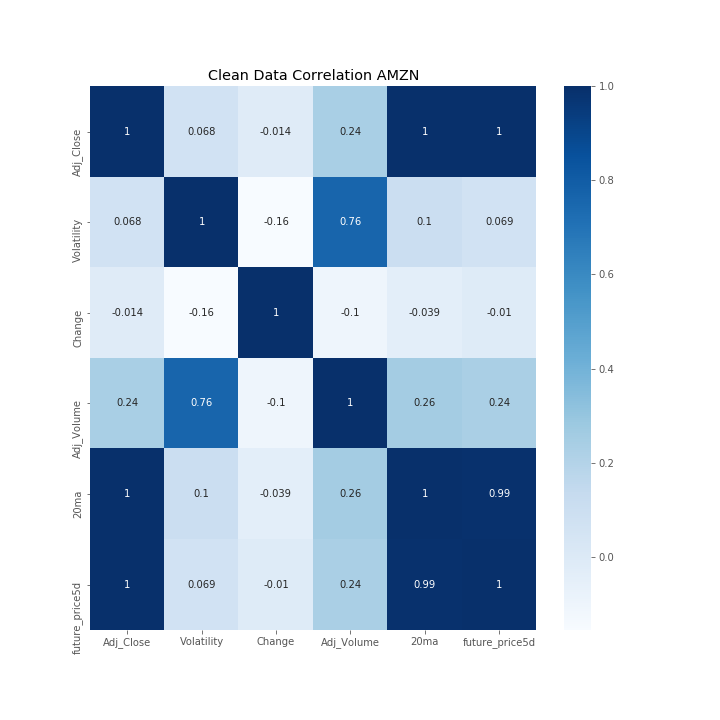 Clean Data Correlation AMZN
Adj_Close 1 0.068 -0.014 0.24 1 1
Volatility 0.068 1 -0.16 0.76 0.1 0.069
Change -0.014 -0.16 1 -0.1 -0.039 -0.01
Adj_Volume 0.24 0.76 -0.1 1 0.26 0.24
20ma 1 0.1 -0.039 0.26 1 0.99
future_price5d 1 0.069 -0.01 0.24 0.99 1
Adj_Close Volatility Change Adj_Volume 20ma future_price5d
1.0
0.8
0.6
0.4
0.2
0.0